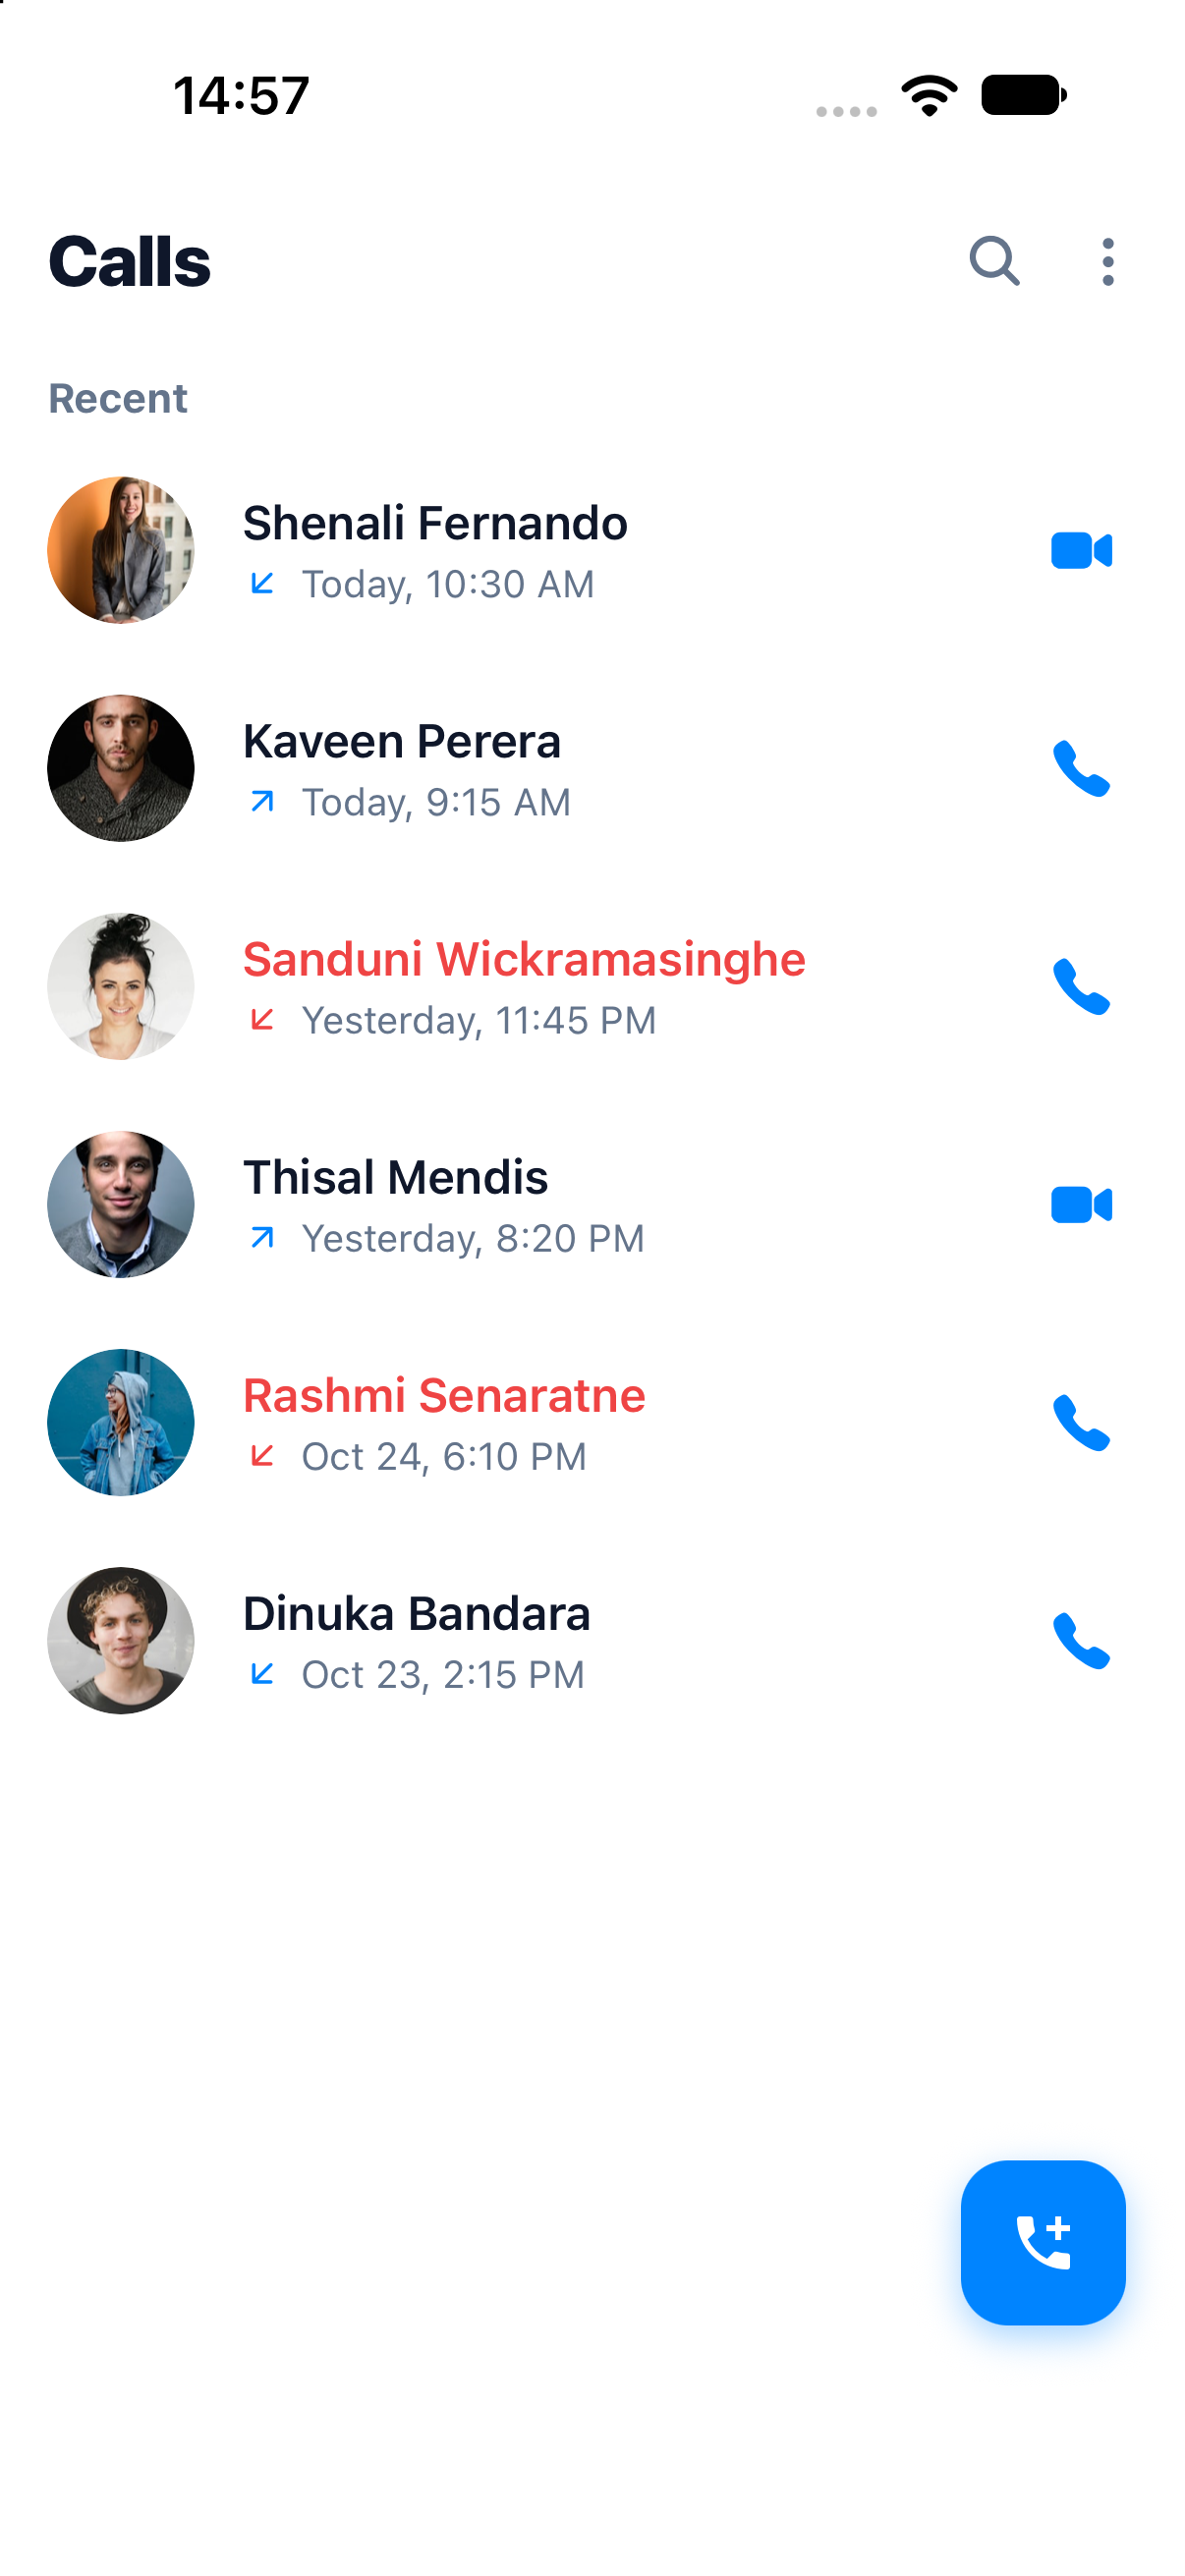 14:57
Calls
Recent
Shenali Fernando
Today, 10:30 AM
Kaveen Perera
Today, 9:15 AM
Sanduni Wickramasinghe
Yesterday, 11:45 PM
Thisal Mendis
Yesterday, 8:20 PM
Rashmi Senaratne
Oct 24, 6:10 PM
Dinuka Bandara
Oct 23, 2:15 PM